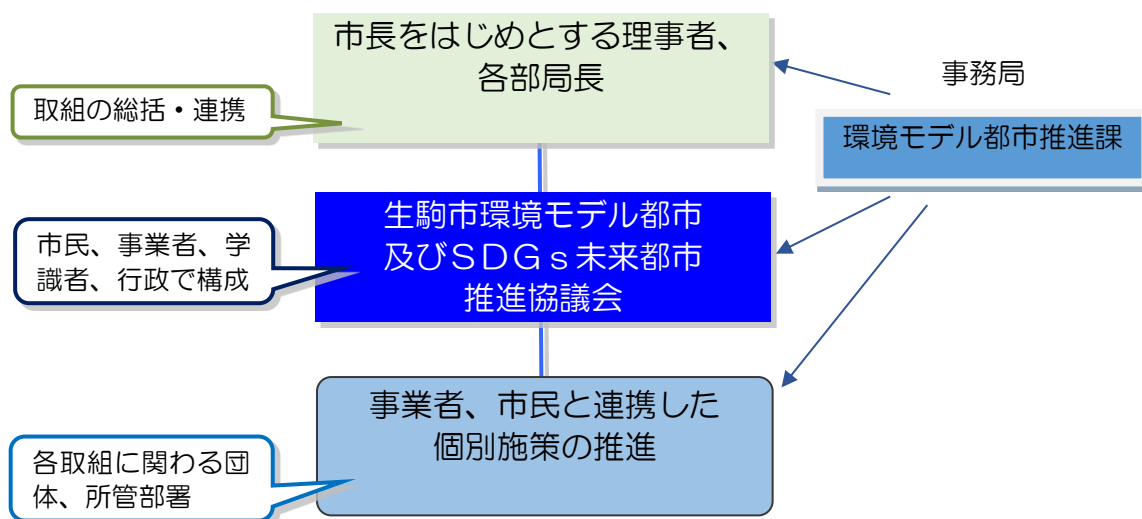 市長をはじめとする理事者、
各部局長
事務局
取組の総括・連携
環境モデル都市推進課
生駒市環境モデル都市
及びＳＤＧｓ未来都市
推進協議会
市民、事業者、学
識者、行政で構成
事業者、市民と連携した
個別施策の推進
各取組に関わる団
体、所管部署